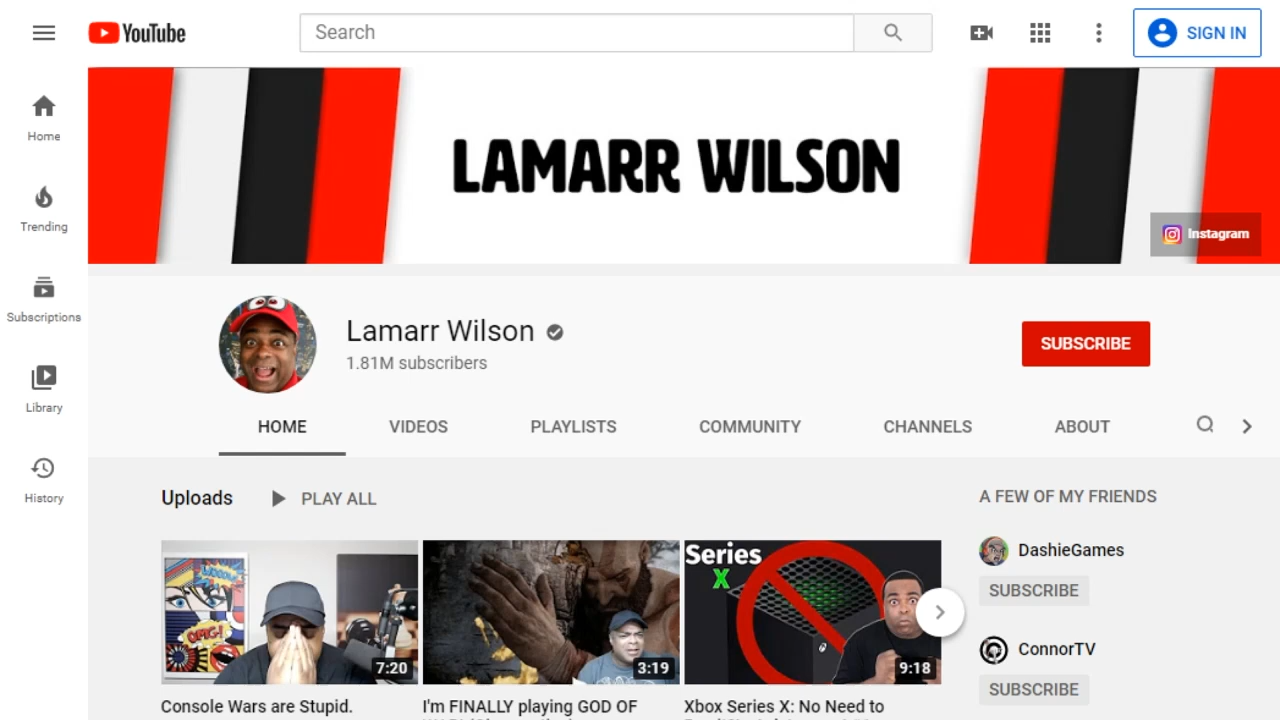 YouTube
Search
SIGN IN
Home
Trending
Subscriptions
Library
History
LAMARR WILSON
Instagram
Lamarr Wilson
1.81M subscribers
SUBSCRIBE
HOME VIDEOS PLAYLISTS COMMUNITY CHANNELS ABOUT
Uploads PLAY ALL
OMG!
7:20
Console Wars are Stupid.
3:19
I'm FINALLY playing GOD OF
Series
X
9:18
Xbox Series X: No Need to
A FEW OF MY FRIENDS
DashieGames
SUBSCRIBE
ConnorTV
SUBSCRIBE